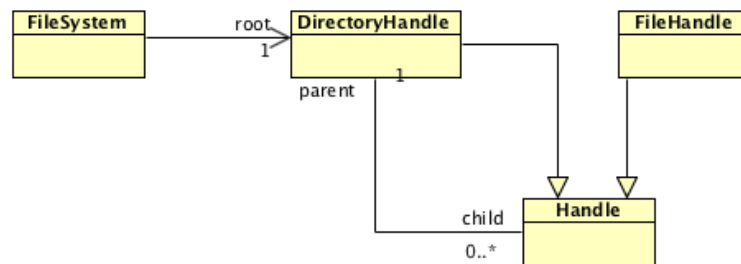 FileSystem
root
1
DirectoryHandle
1
parent
FileHandle
Handle
child
0..*